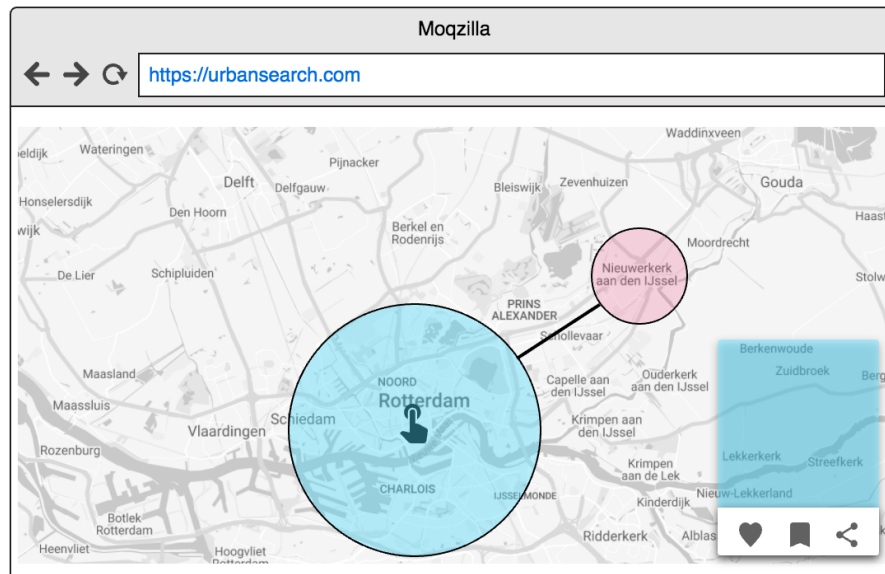 Moqzilla
https://urbansearch.com
Waddinxveen
Wateringen
Pijnacker
Delft
Delfgauw
Bleiswijk
Zevenhuizen
Gouda
Honselersdijk
Den Hoorn
Berkel en
Rodenrijs
Moordrecht
De Lier
Schipluiden
Nieuwerkerk
aan den IJssel
PRINS
ALEXANDER
Schollevaar
Berkenwoude
Maasland
NOORD
Rotterdam
Capelle aan
den IJssel
Ouderkerk
aan den IJssel
Zuidbroek
Berg
Maassluis
Schiedam
Vlaardingen
Krimpen aan
den IJssel
Rozenburg
Krimpen
aan de Lek
Lekkerkerk
Streefkerk
CHARLOIS
IJSSELMONDE
Kinderdijk
Nieuw-Lekkerland
Botlek
Rotterdam
Ridderkerk
Alblas
Heenvliet
Hoogvliet
Rotterdam